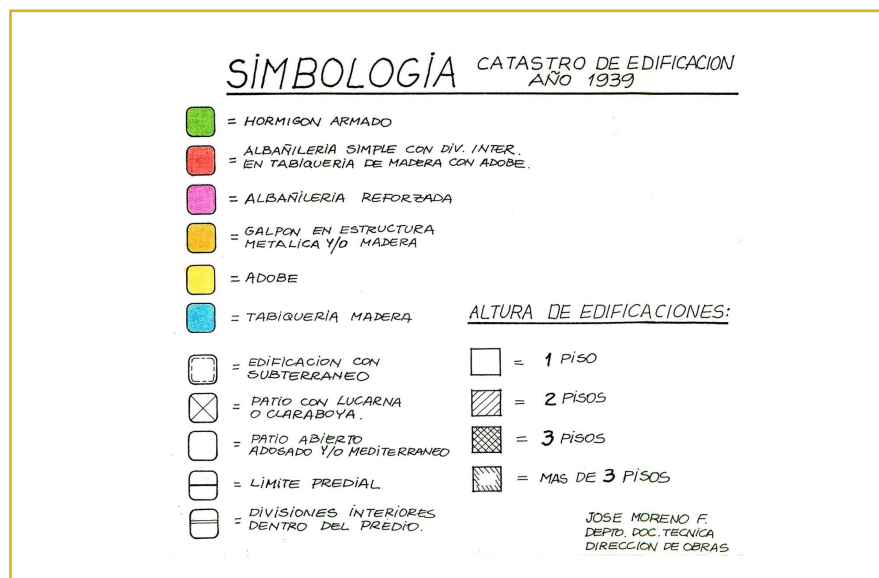 SIMBOLOGÍA
CATASTRO DE EDIFICACION
AÑO 1939
= HORMIGON ARMADO
= ALBAÑILERIA SIMPLE CON DIV. INTER.
EN TABIQUERIA DE MADERA CON ADOBE.
= ALBAÑILERIA REFORZADA
= GALPON EN ESTRUCTURA
METALICA Y/O MADERA
= ADOBE
= TABIQUERIA MADERA
= EDIFICACION CON
SUBTERRANEO
= PATIO CON LUCARNA
O CLARABOYA.
= PATIO ABIERTO
ADOSADO Y/O MEDITERRANEO
= LIMITE PREDIAL
= DIVISIONES INTERIORES
DENTRO DEL PREDIO.
ALTURA DE EDIFICACIONES:
= 1 PISO
= 2 PISOS
= 3 PISOS
= MAS DE 3 PISOS
JOSE MORENO F.
DEPTO. DOC. TECNICA
DIRECCION DE OBRAS